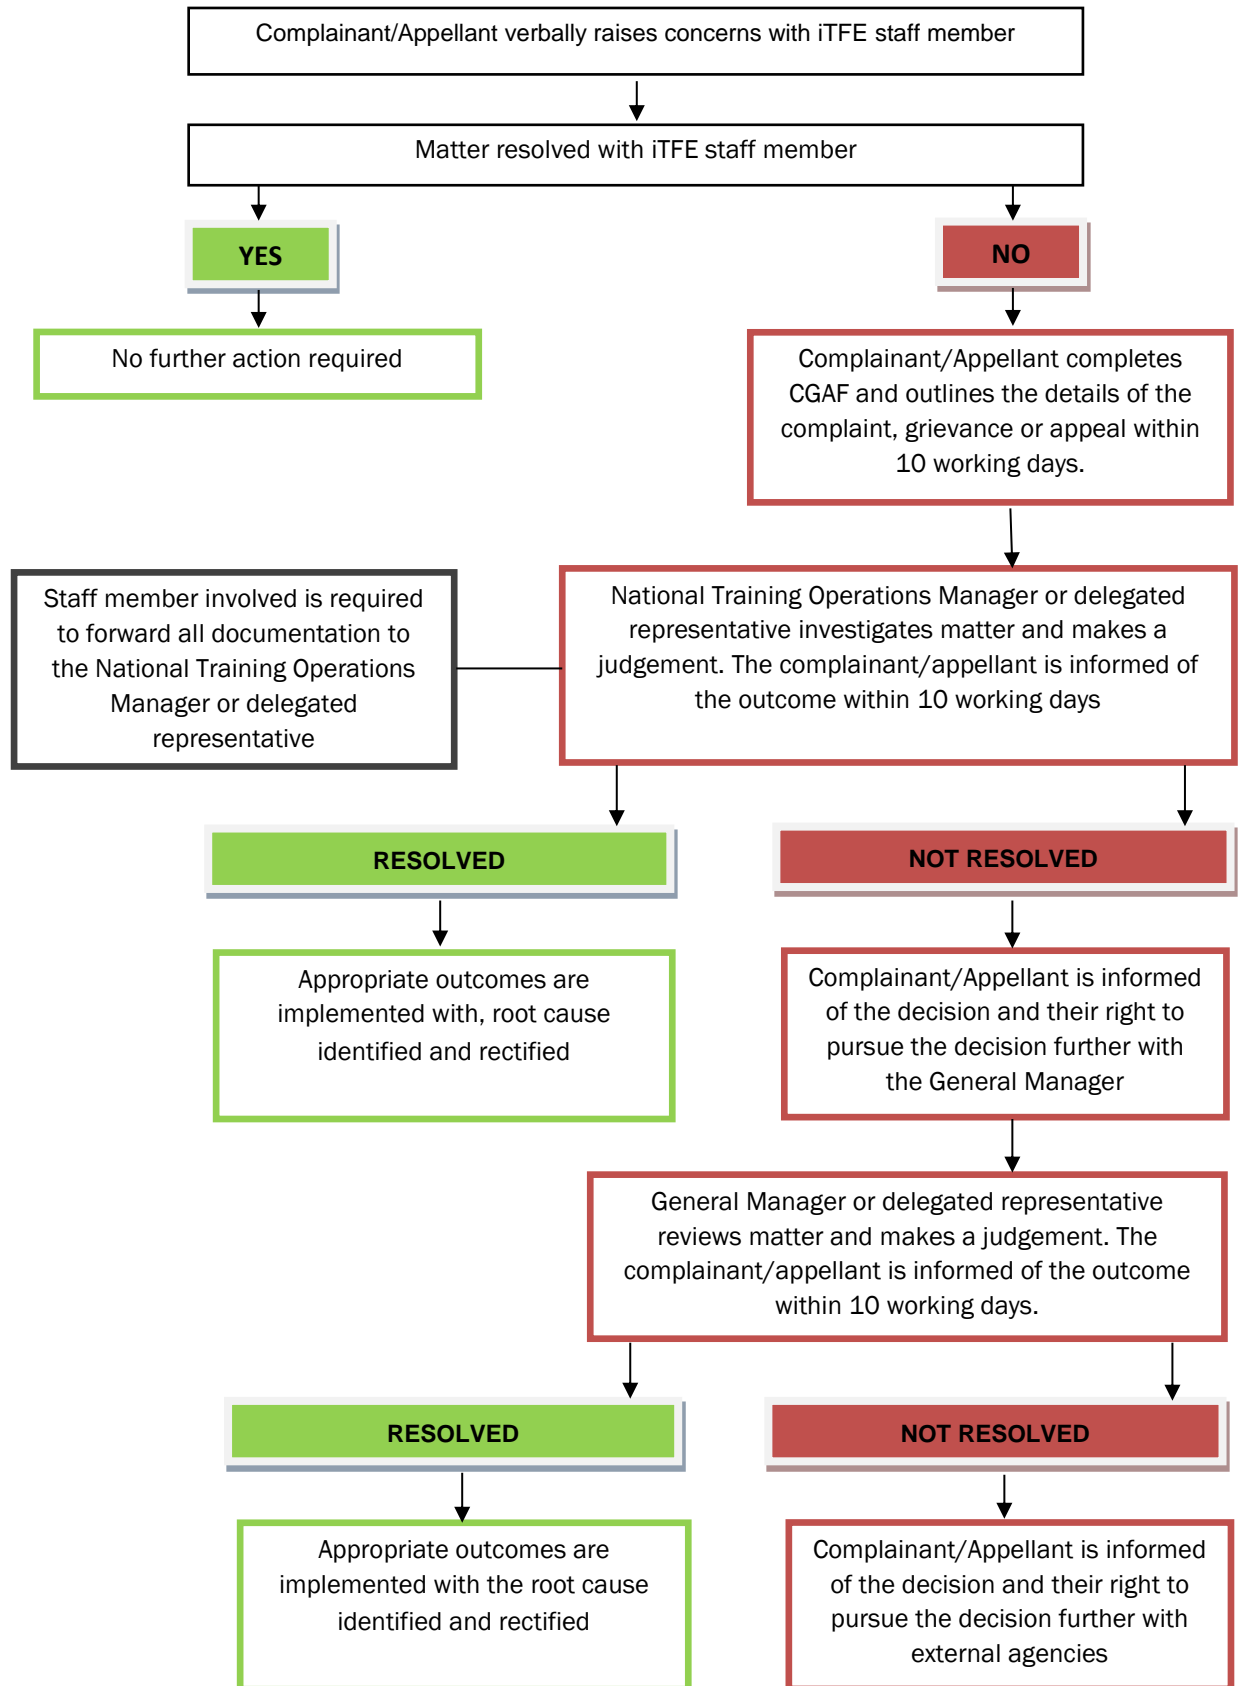 Complainant/Appellant verbally raises concerns with iTFE staff member
Matter resolved with iTFE staff member
YES
NO
No further action required
Complainant/Appellant completes
CGAF and outlines the details of the
complaint, grievance or appeal within
10 working days.
Staff member involved is required
to forward all documentation to
the National Training Operations
Manager or delegated
representative
National Training Operations Manager or delegated
representative investigates matter and makes a
judgement. The complainant/appellant is informed of
the outcome within 10 working days
RESOLVED
NOT RESOLVED
Appropriate outcomes are
implemented with, root cause
identified and rectified
Complainant/Appellant is informed
of the decision and their right to
pursue the decision further with
the General Manager
General Manager or delegated representative
reviews matter and makes a judgement. The
complainant/appellant is informed of the outcome
within 10 working days.
RESOLVED
NOT RESOLVED
Appropriate outcomes are
implemented with the root cause
identified and rectified
Complainant/Appellant is informed
of the decision and their right to
pursue the decision further with
external agencies